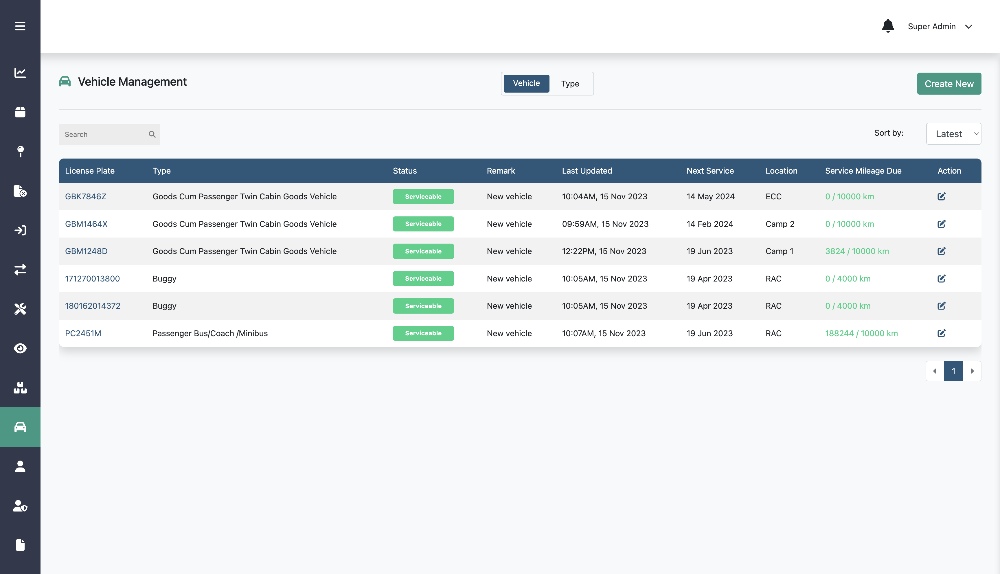 Super Admin
Vehicle Management
Vehicle Type
Create New
Search
Sort by: Latest
License Plate Type Status Remark Last Updated Next Service Location Service Mileage Due Action
GBK7846Z Goods Cum Passenger Twin Cabin Goods Vehicle Serviceable New vehicle 10:04AM, 15 Nov 2023 14 May 2024 ECC 0 / 10000 km
GBM1464X Goods Cum Passenger Twin Cabin Goods Vehicle Serviceable New vehicle 09:59AM, 15 Nov 2023 14 Feb 2024 Camp 2 0 / 10000 km
GBM1248D Goods Cum Passenger Twin Cabin Goods Vehicle Serviceable New vehicle 12:22PM, 15 Nov 2023 19 Jun 2023 Camp 1 3824 / 10000 km
171270013800 Buggy Serviceable New vehicle 10:05AM, 15 Nov 2023 19 Apr 2023 RAC 0 / 4000 km
180162014372 Buggy Serviceable New vehicle 10:05AM, 15 Nov 2023 19 Apr 2023 RAC 0 / 4000 km
PC2451M Passenger Bus/Coach /Minibus Serviceable New vehicle 10:07AM, 15 Nov 2023 19 Jun 2023 RAC 188244 / 10000 km
1